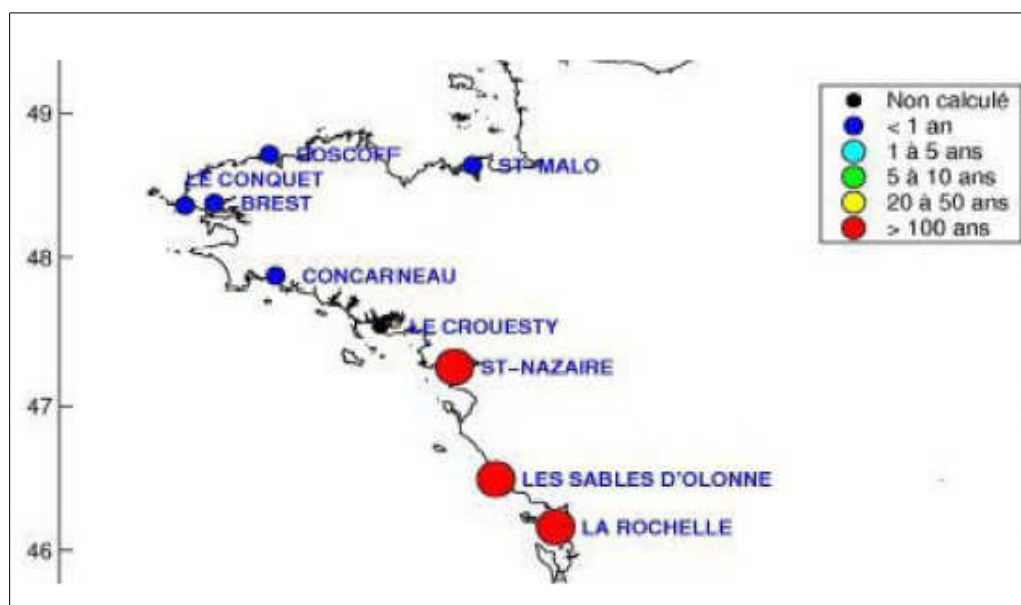 49
48
47
46
Non calculé
< 1 an
1 à 5 ans
5 à 10 ans
20 à 50 ans
> 100 ans
ROSCOFF
ST-MALO
LE CONQUET
BREST
CONCARNEAU
LE CROUESTY
ST-NAZAIRE
LES SABLES D'OLONNE
LA ROCHELLE